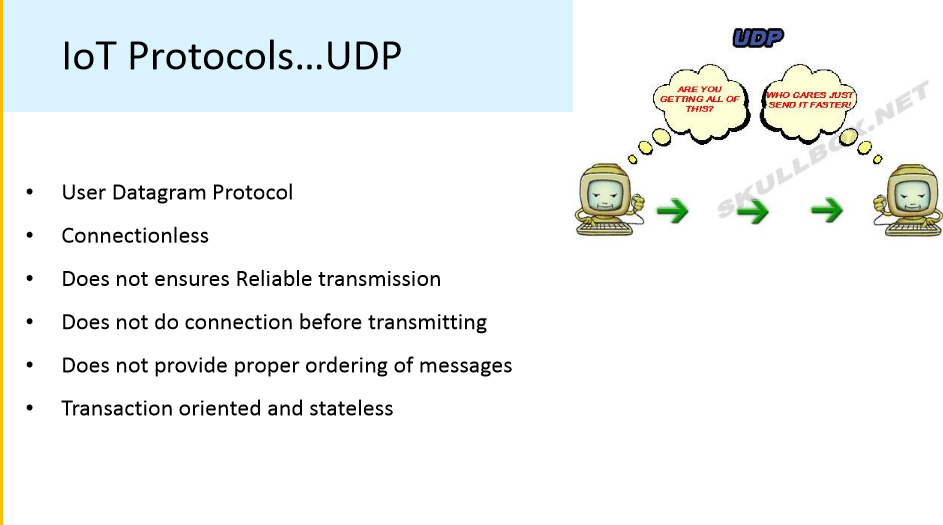 IoT Protocols...UDP
UDP
ARE YOU
GETTING ALL OF
THIS?
WHO CARES JUST
SEND IT FASTER!
SKULLBOX.NET
• User Datagram Protocol
• Connectionless
• Does not ensures Reliable transmission
• Does not do connection before transmitting
• Does not provide proper ordering of messages
• Transaction oriented and stateless